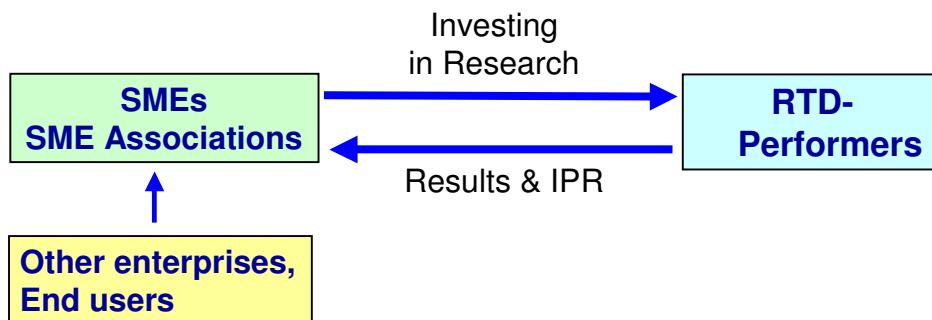 Investing
in Research
SMEs
SME Associations
RTD-
Performers
Results & IPR
Other enterprises,
End users